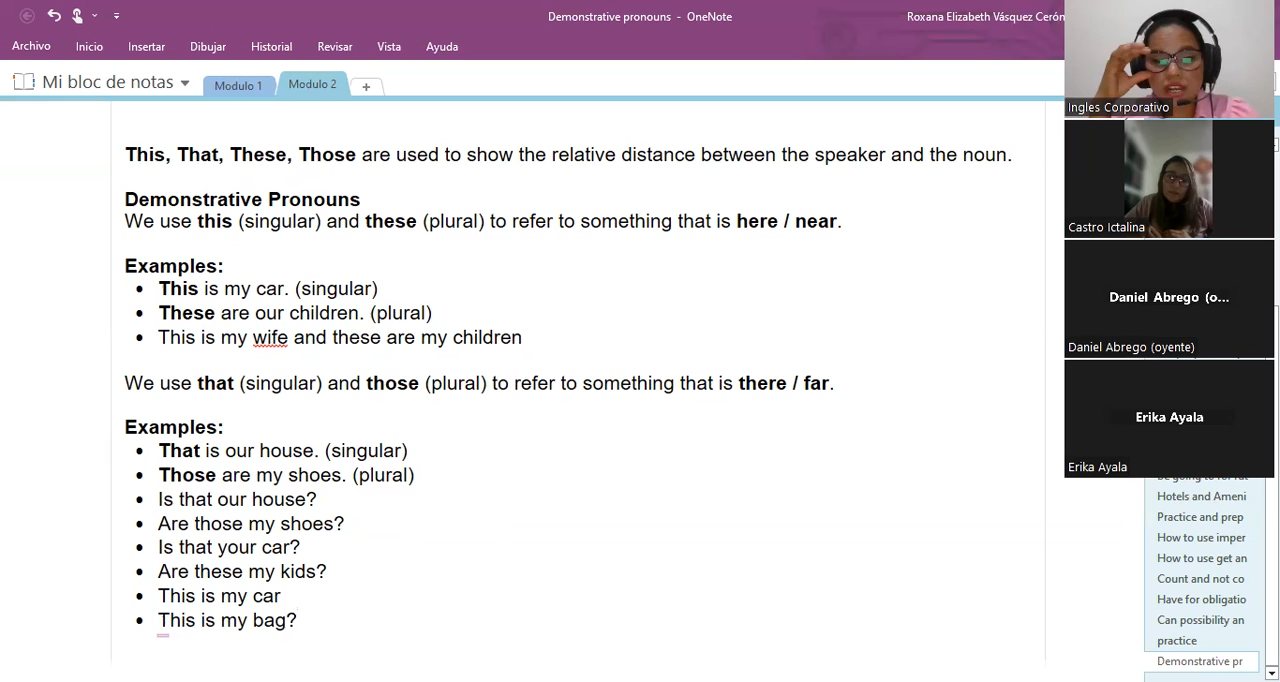 Demonstrative pronouns - OneNote
Roxana Elizabeth Vásquez Cerón
Archivo Inicio Insertar Dibujar Historial Revisar Vista Ayuda
Mi bloc de notas Modulo 1 Modulo 2 +
This, That, These, Those are used to show the relative distance between the speaker and the noun.
Demonstrative Pronouns
We use this (singular) and these (plural) to refer to something that is here / near.
Examples:
• This is my car. (singular)
• These are our children. (plural)
• This is my wife and these are my children
We use that (singular) and those (plural) to refer to something that is there / far.
Examples:
• That is our house. (singular)
• Those are my shoes. (plural)
• Is that our house?
• Are those my shoes?
• Is that your car?
• Are these my kids?
• This is my car
• This is my bag?
Ingles Corporativo
Castro Ictalina
Daniel Abrego (o...
Daniel Abrego (oyente)
Erika Ayala
Erika Ayala
Hotels and Ameni
Practice and prep
How to use imper
How to use get an
Count and not co
Have for obligatio
Can possibility an
practice
Demonstrative pr